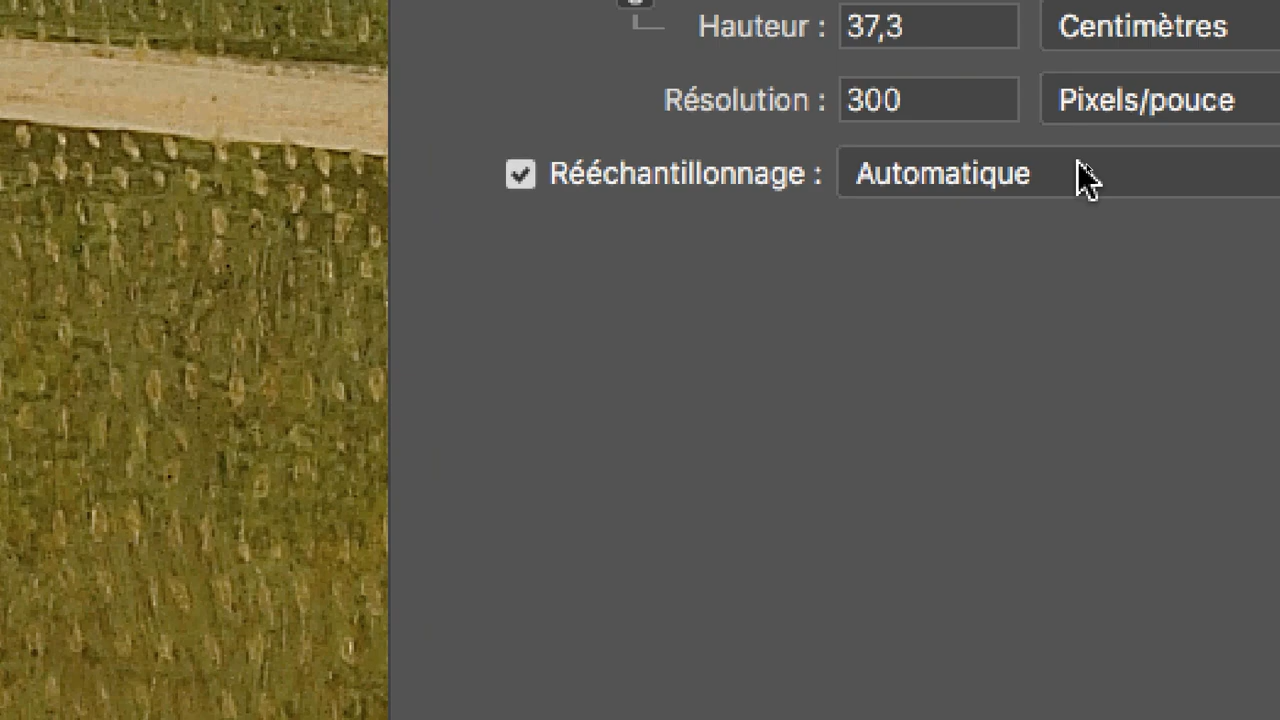 Hauteur : 37,3 Centimètres
Résolution : 300 Pixels/pouce
Rééchantillonnage : Automatique